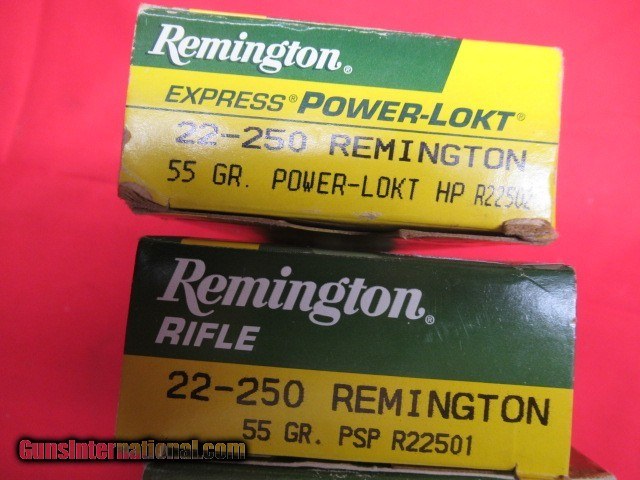 Remington®
EXPRESS® POWER-LOKT®
22-250 REMINGTON
55 GR. POWER-LOKT HP R22502
Remington®
RIFLE
22-250 REMINGTON
55 GR. PSP R22501
GunsInternational.com